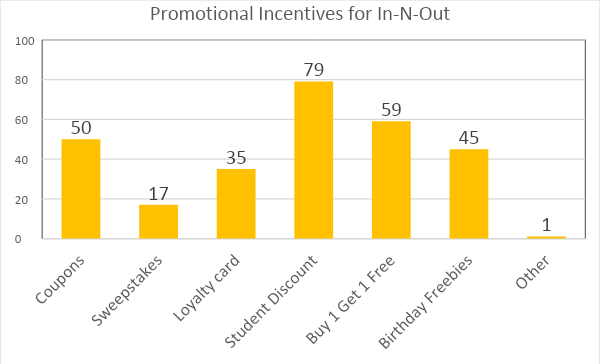 Promotional Incentives for In-N-Out
100
80
60
40
20
0
50
17
35
79
59
45
1
Coupons
Sweepstakes
Loyalty card
Student Discount
Buy 1 Get 1 Free
Birthday Freebies
Other